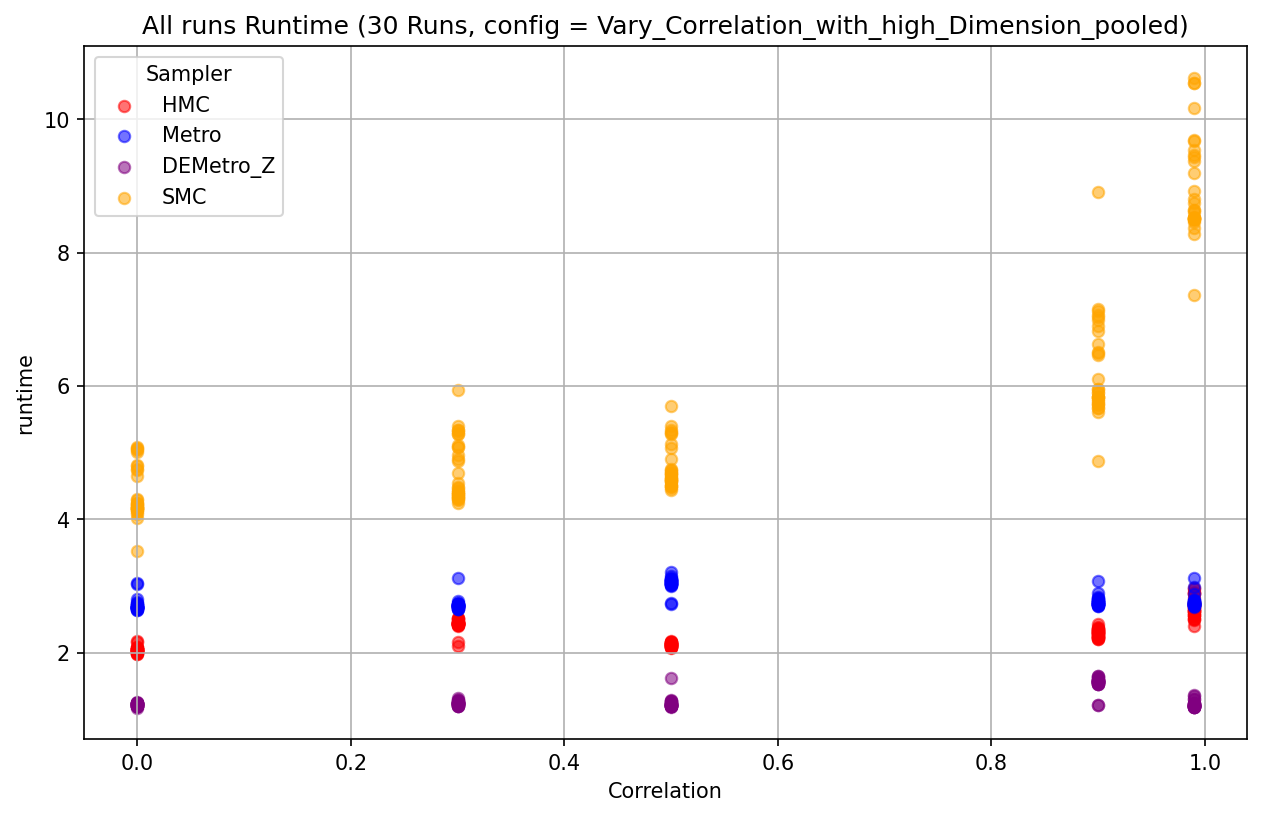 All runs Runtime (30 Runs, config = Vary_Correlation_with_high_Dimension_pooled)
Sampler
HMC
Metro
DEMetro_Z
SMC
10
8
6
4
2
runtime
0.0 0.2 0.4 0.6 0.8 1.0
Correlation